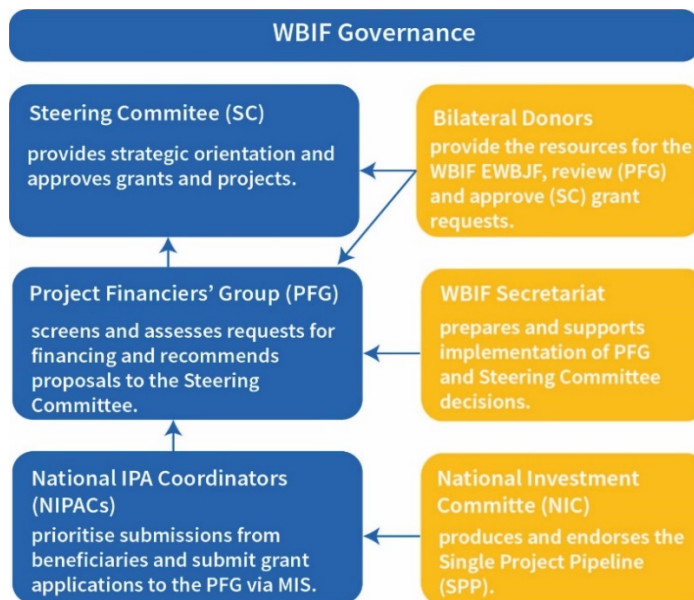 WBIF Governance
Steering Commitee (SC)
provides strategic orientation and
approves grants and projects.
Bilateral Donors
provide the resources for the
WBIF EWBJF, review (PFG)
and approve (SC) grant
requests.
Project Financiers' Group (PFG)
screens and assesses requests for
financing and recommends
proposals to the Steering
Committee.
WBIF Secretariat
prepares and supports
implementation of PFG
and Steering Committee
decisions.
National IPA Coordinators
(NIPACs)
prioritise submissions from
beneficiaries and submit grant
applications to the PFG via MIS.
National Investment
Committe (NIC)
produces and endorses the
Single Project Pipeline
(SPP).